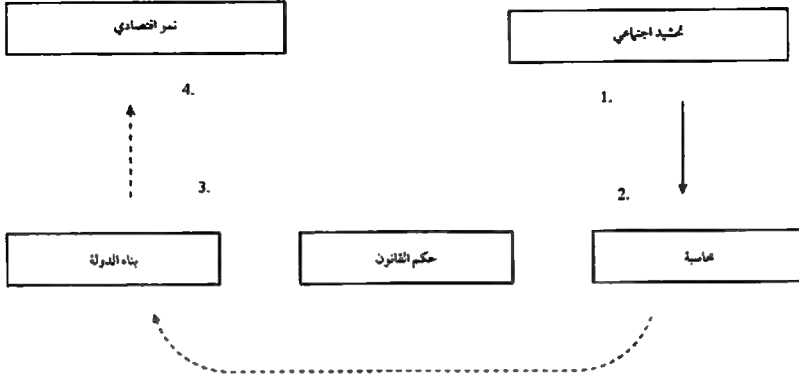 تحشيد اجتماعي
نمو اقتصادي
1.
4.
2.
3.
محاسبة
حكم القانون
بناء الدولة